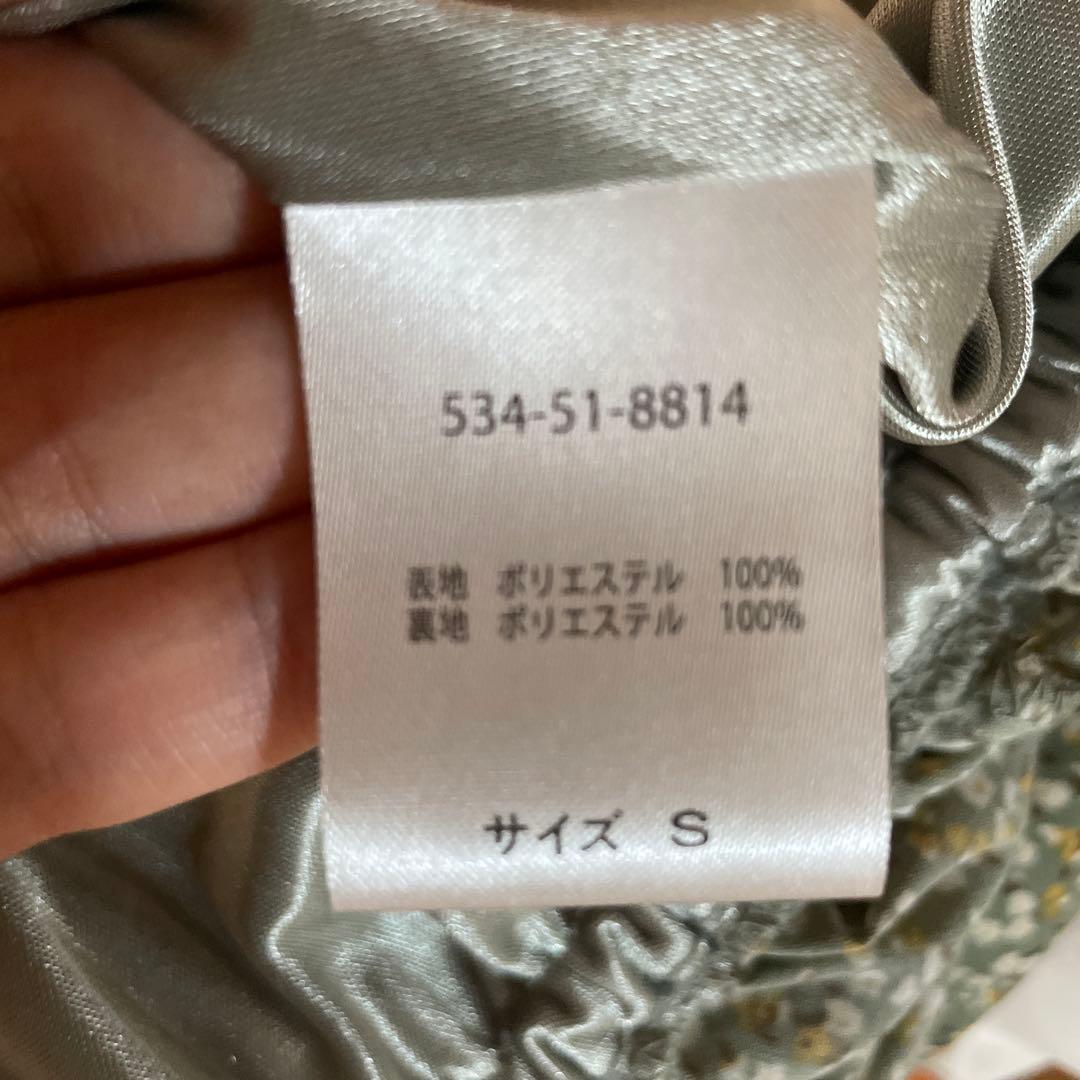 534-51-8814
表地 ポリエステル 100%
裏地 ポリエステル 100%
サイズ S